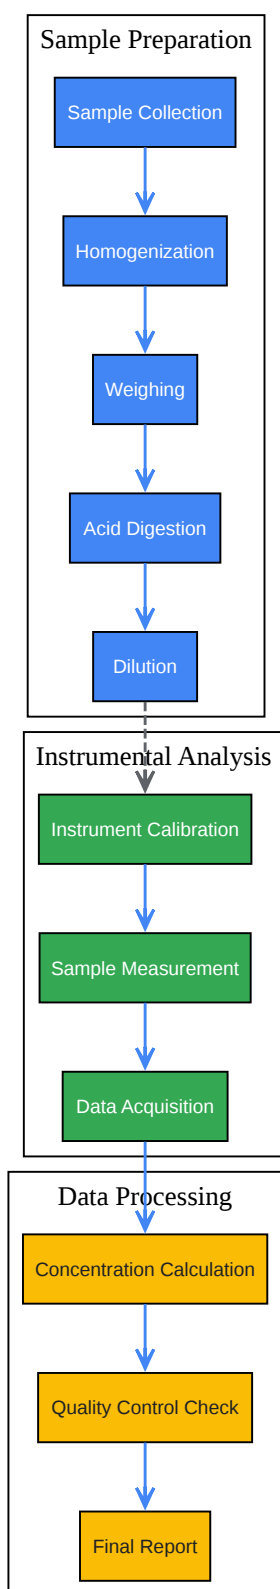 Sample Preparation
Sample Collection
Homogenization
Weighing
Acid Digestion
Dilution
Instrumental Analysis
Instrument Calibration
Sample Measurement
Data Acquisition
Data Processing
Concentration Calculation
Quality Control Check
Final Report